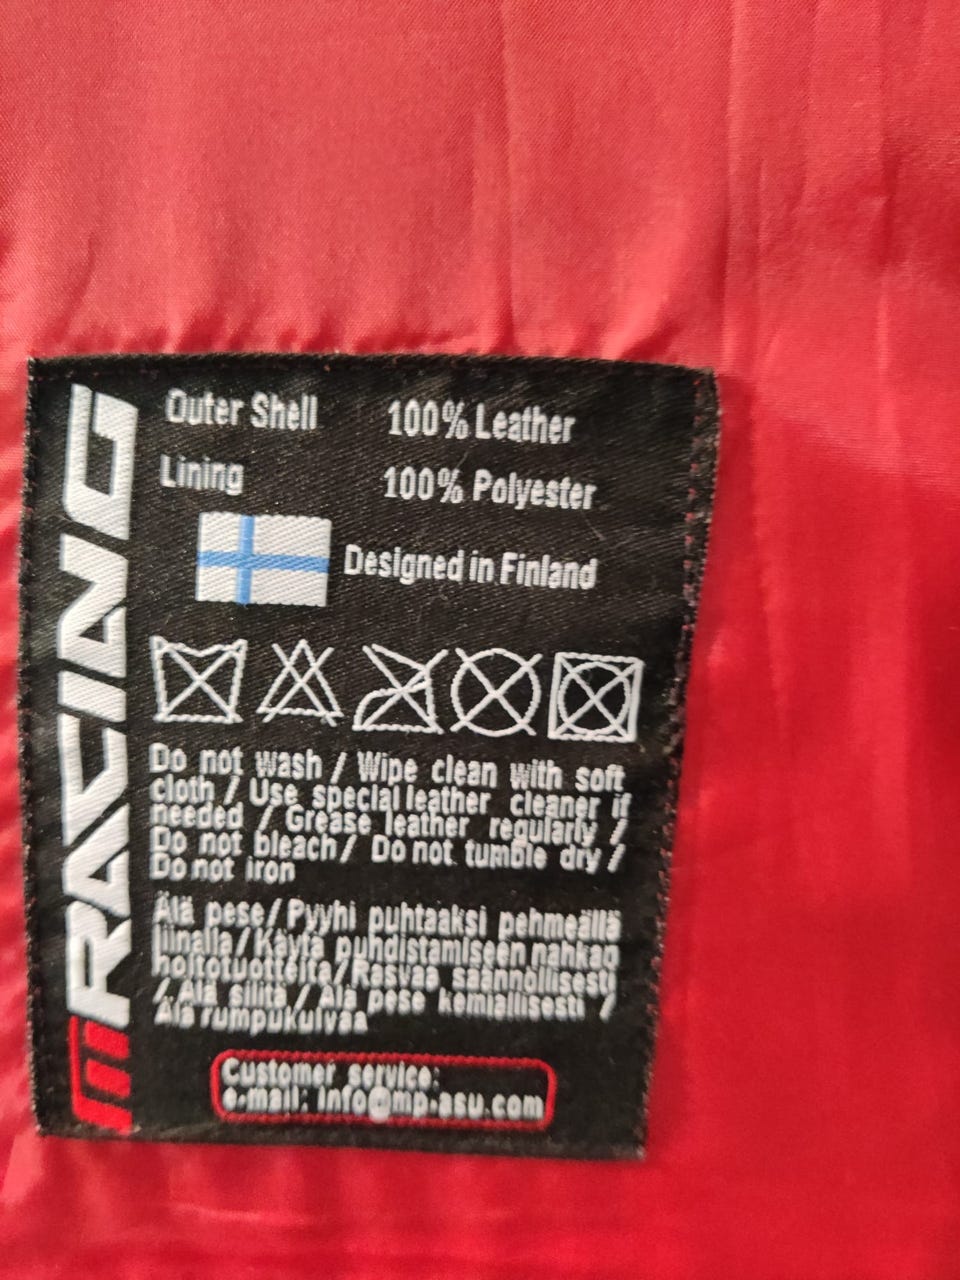 RACING
Outer Shell 100% Leather
Lining 100% Polyester
Designed in Finland
Do not wash / Wipe clean with soft
cloth / Use special leather cleaner if
needed / Grease leather regularly /
Do not bleach / Do not tumble dry /
Do not iron
Älä pese / Pyyhi puhtaaksi pehmeällä
liinalla / Käytä puhdistamiseen nahkao
hoitotuotteita / Rasvaa säännöllisesti
/ Älä silitä / Älä pese kemiallisesti /
Älä rumpukuivaa
Customer service:
e-mail: info@mp-asu.com